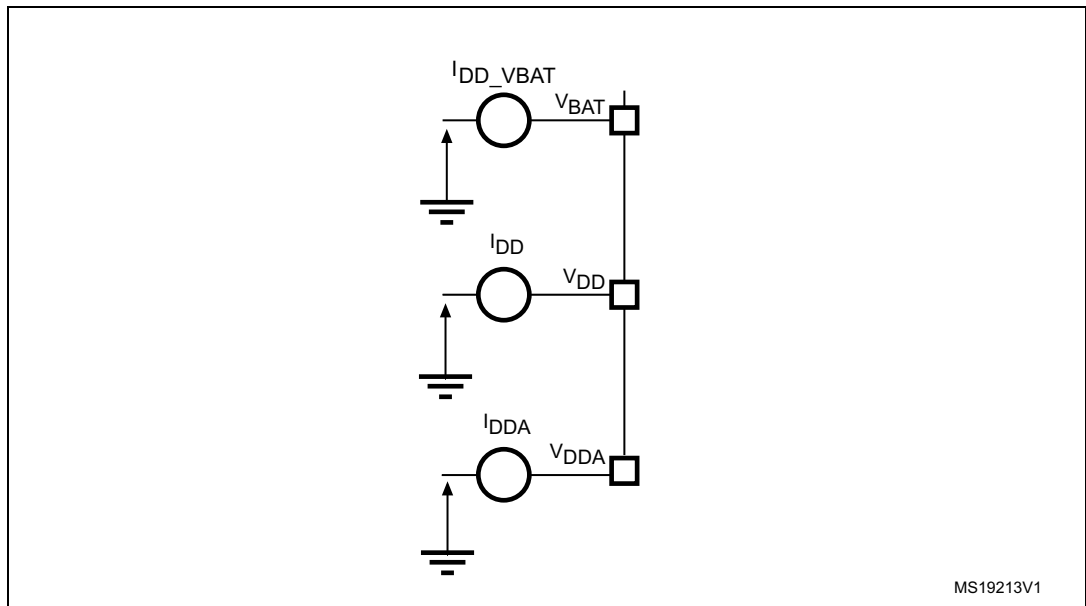 IDD_VBAT
VBAT
IDD
VDD
IDDA
VDDA
MS19213V1